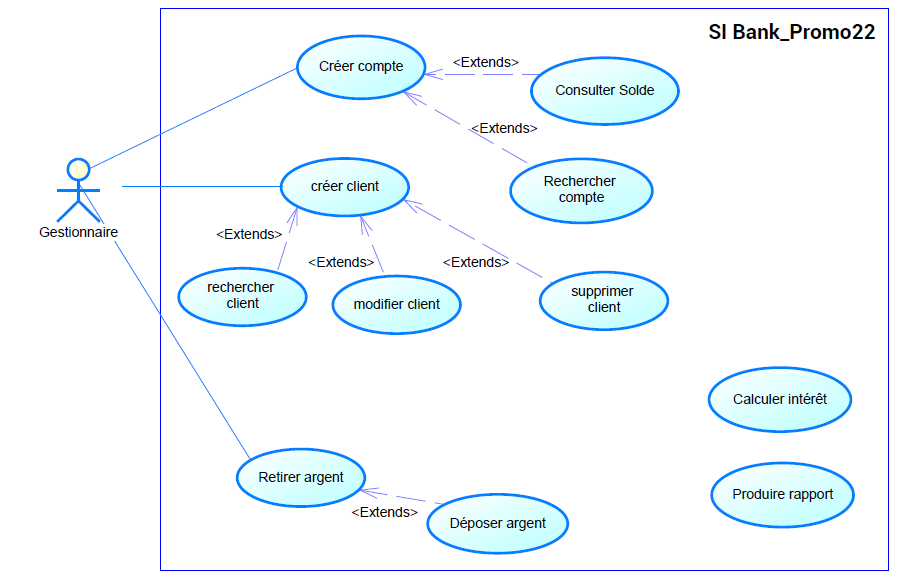 SI Bank_Promo22
Créer compte
<Extends>
Consulter Solde
<Extends>
Rechercher
compte
créer client
Gestionnaire
<Extends>
<Extends>
<Extends>
rechercher
client
modifier client
supprimer
client
Calculer intérêt
Retirer argent
Produire rapport
<Extends>
Déposer argent